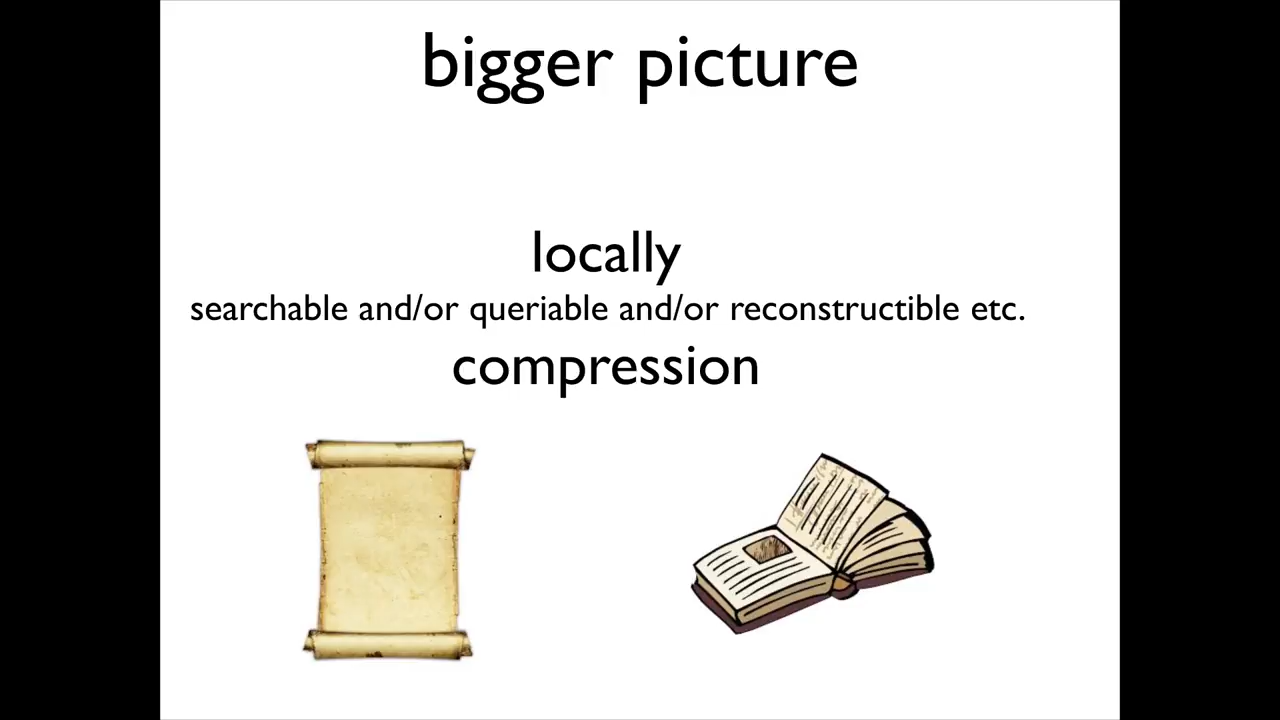 bigger picture
locally
searchable and/or queriable and/or reconstructible etc.
compression